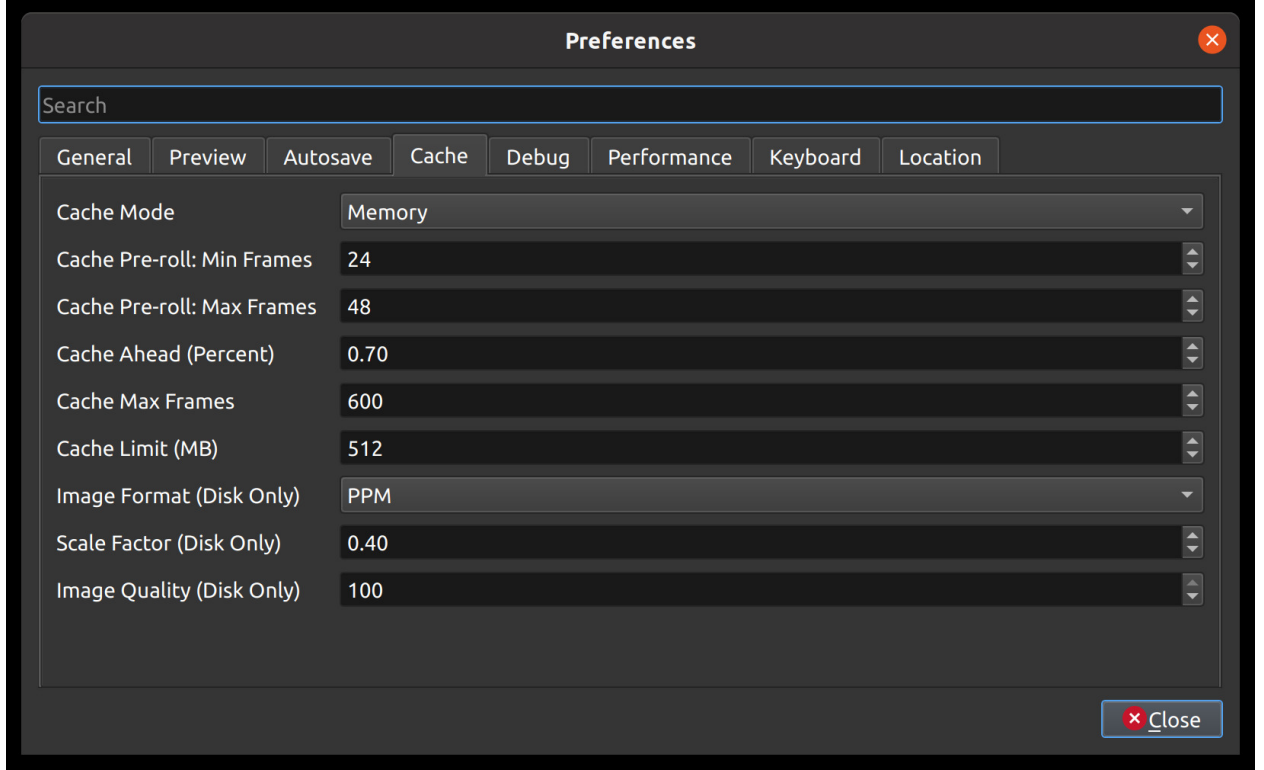 Preferences
Search
General Preview Autosave Cache Debug Performance Keyboard Location
Cache Mode Memory
Cache Pre-roll: Min Frames 24
Cache Pre-roll: Max Frames 48
Cache Ahead (Percent) 0.70
Cache Max Frames 600
Cache Limit (MB) 512
Image Format (Disk Only) PPM
Scale Factor (Disk Only) 0.40
Image Quality (Disk Only) 100
Close